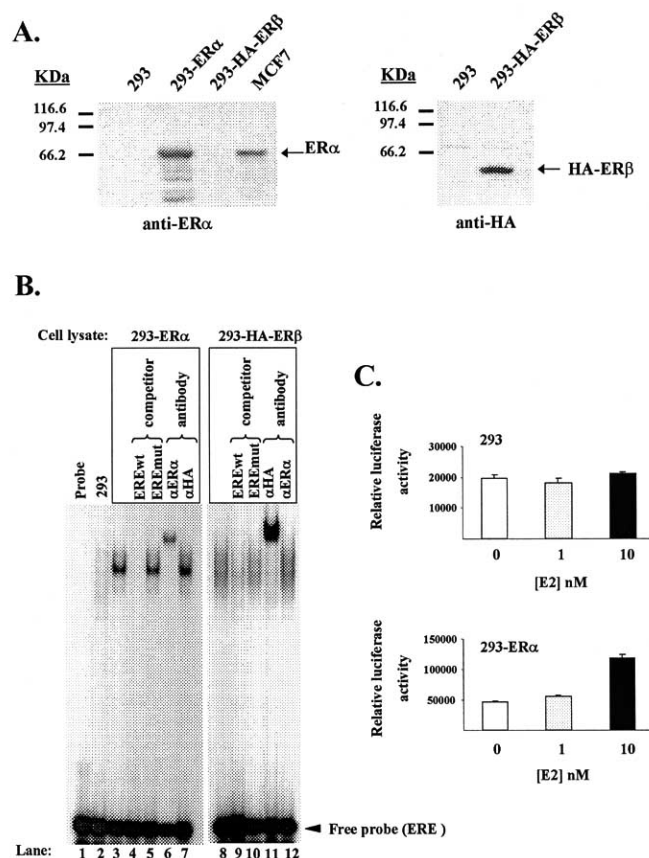 A.
KDa
293
293-ERα
293-HA-ERβ
MCF7
116.6
97.4
66.2
ERα
anti-ERα
KDa
293
293-HA-ERβ
116.6
97.4
66.2
HA-ERβ
anti-HA
B.
Cell lysate: 293-ERα 293-HA-ERβ
competitor antibody competitor antibody
Probe 293 EREwt EREmut αERα αHA EREwt EREmut αHA αERα
Free probe (ERE )
Lane: 1 2 3 4 5 6 7 8 9 10 11 12
C.
Relative luciferase activity
293
30000
20000
10000
0 1 10
[E2] nM
Relative luciferase activity
293-ERα
150000
100000
50000
0 1 10
[E2] nM